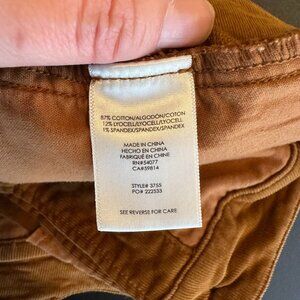 87% COTTON/ALGODÓN/COTON
12% LYOCELL/LYOCELL/LYOCELL
1% SPANDEX/SPANDEX/SPANDEX
MADE IN CHINA
HECHO EN CHINA
FABRIQUÉ EN CHINE
RN#54077
CA#59814
STYLE# 3755
PO# 222533
SEE REVERSE FOR CARE